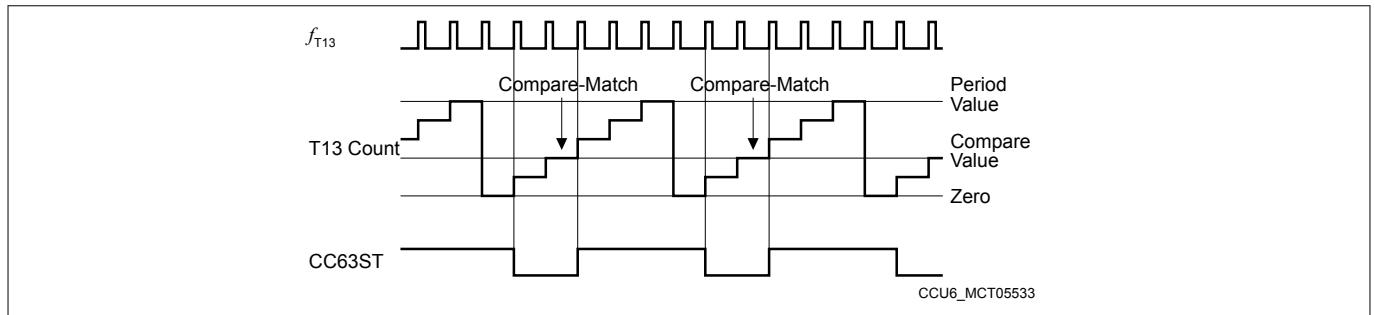 fT13
Compare-Match Compare-Match Period
Value
T13 Count
Compare
Value
Zero
CC63ST
CCU6_MCT05533